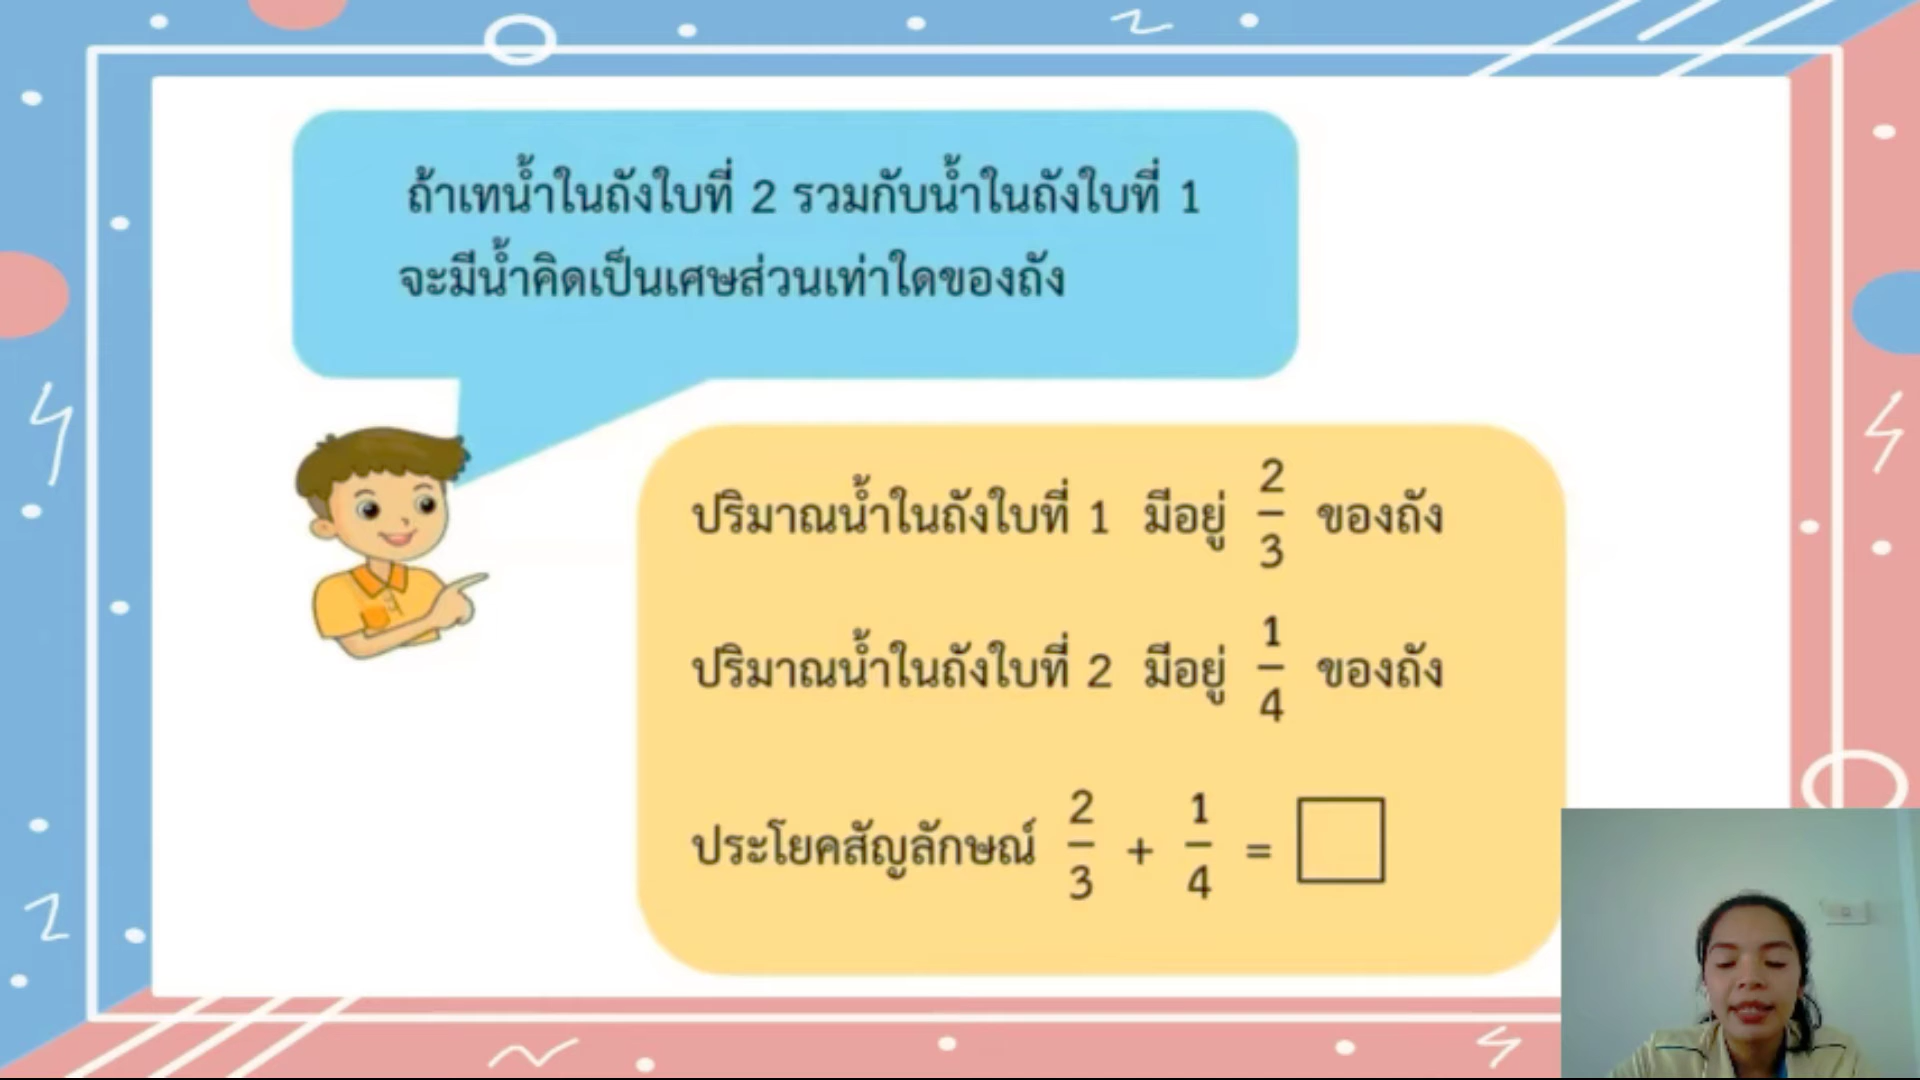 ถ้าเทน้ำในถังใบที่ 2 รวมกับน้ำในถังใบที่ 1
จะมีน้ำคิดเป็นเศษส่วนเท่าใดของถัง
ปริมาณน้ำในถังใบที่ 1 มีอยู่ 2/3 ของถัง
ปริมาณน้ำในถังใบที่ 2 มีอยู่ 1/4 ของถัง
ประโยคสัญลักษณ์ 2/3 + 1/4 = □